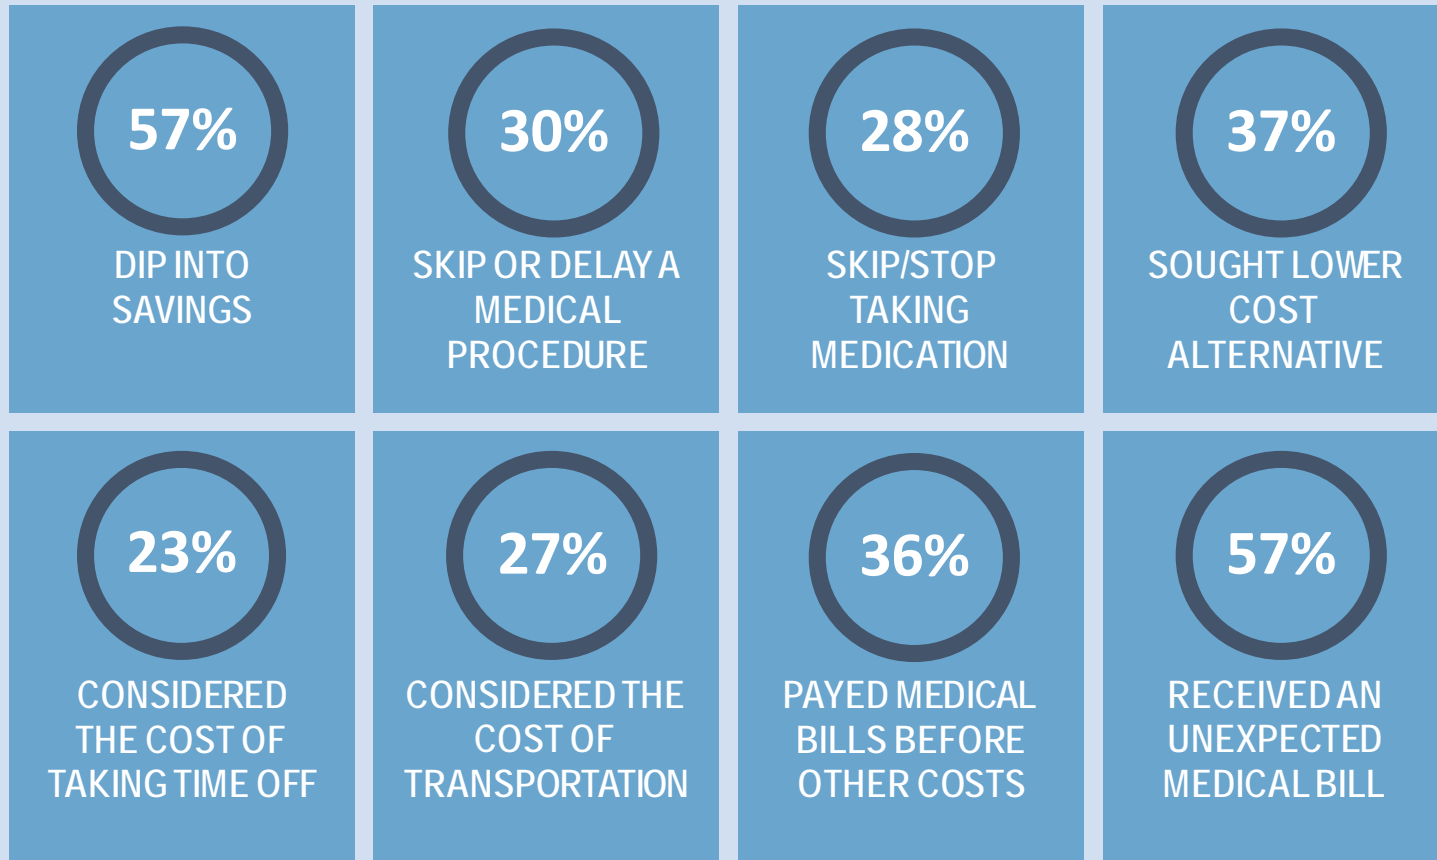 57%
DIP INTO
SAVINGS
30%
SKIP OR DELAY A
MEDICAL
PROCEDURE
28%
SKIP/STOP
TAKING
MEDICATION
37%
SOUGHT LOWER
COST
ALTERNATIVE
23%
CONSIDERED
THE COST OF
TAKING TIME OFF
27%
CONSIDERED THE
COST OF
TRANSPORTATION
36%
PAYED MEDICAL
BILLS BEFORE
OTHER COSTS
57%
RECEIVED AN
UNEXPECTED
MEDICAL BILL